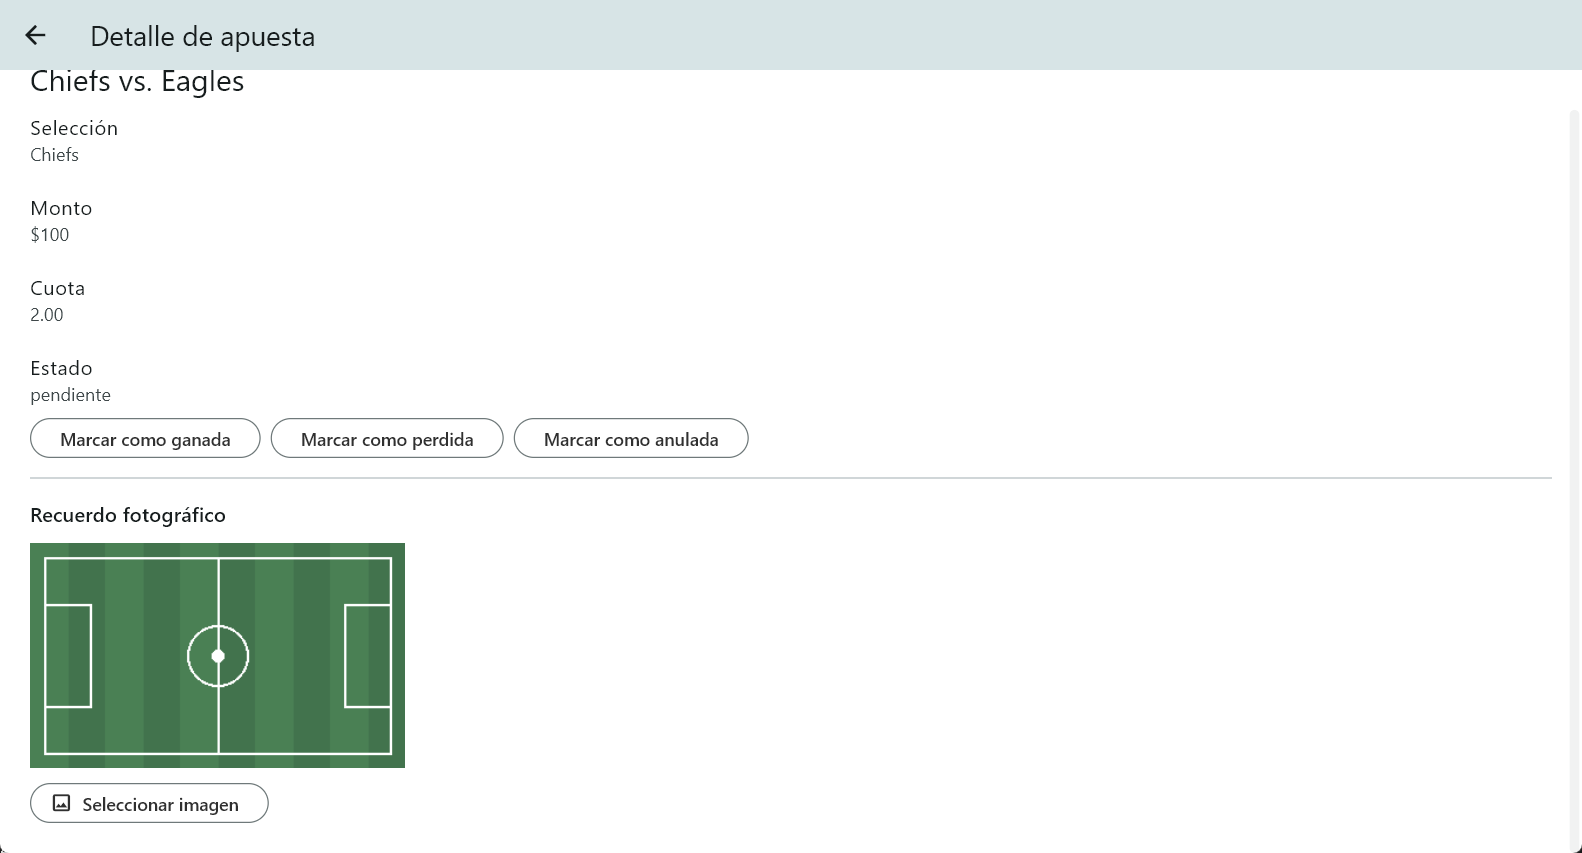 Detalle de apuesta
Chiefs vs. Eagles
Selección
Chiefs
Monto
$100
Cuota
2.00
Estado
pendiente
Marcar como ganada
Marcar como perdida
Marcar como anulada
Recuerdo fotográfico
Seleccionar imagen